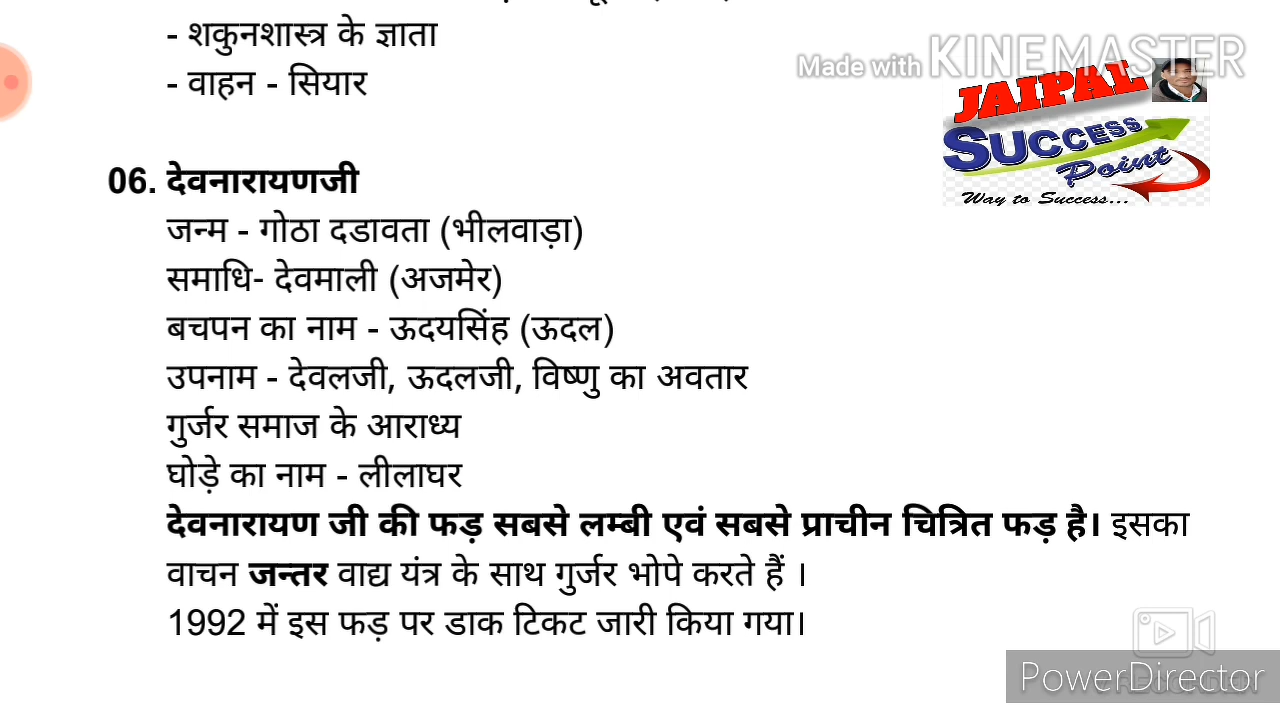 - शकुनशास्त्र के ज्ञाता
- वाहन - सियार
Made with KINEMASTER
JAIPAL
SUCCESS
Point
Way to Success...
06. देवनारायणजी
जन्म - गोठा दडावता (भीलवाड़ा)
समाधि- देवमाली (अजमेर)
बचपन का नाम - ऊदयसिंह (ऊदल)
उपनाम - देवलजी, ऊदलजी, विष्णु का अवतार
गुर्जर समाज के आराध्य
घोड़े का नाम - लीलाघर
देवनारायण जी की फड़ सबसे लम्बी एवं सबसे प्राचीन चित्रित फड़ है। इसका
वाचन जन्तर वाद्य यंत्र के साथ गुर्जर भोपे करते हैं ।
1992 में इस फड़ पर डाक टिकट जारी किया गया।
PowerDirector